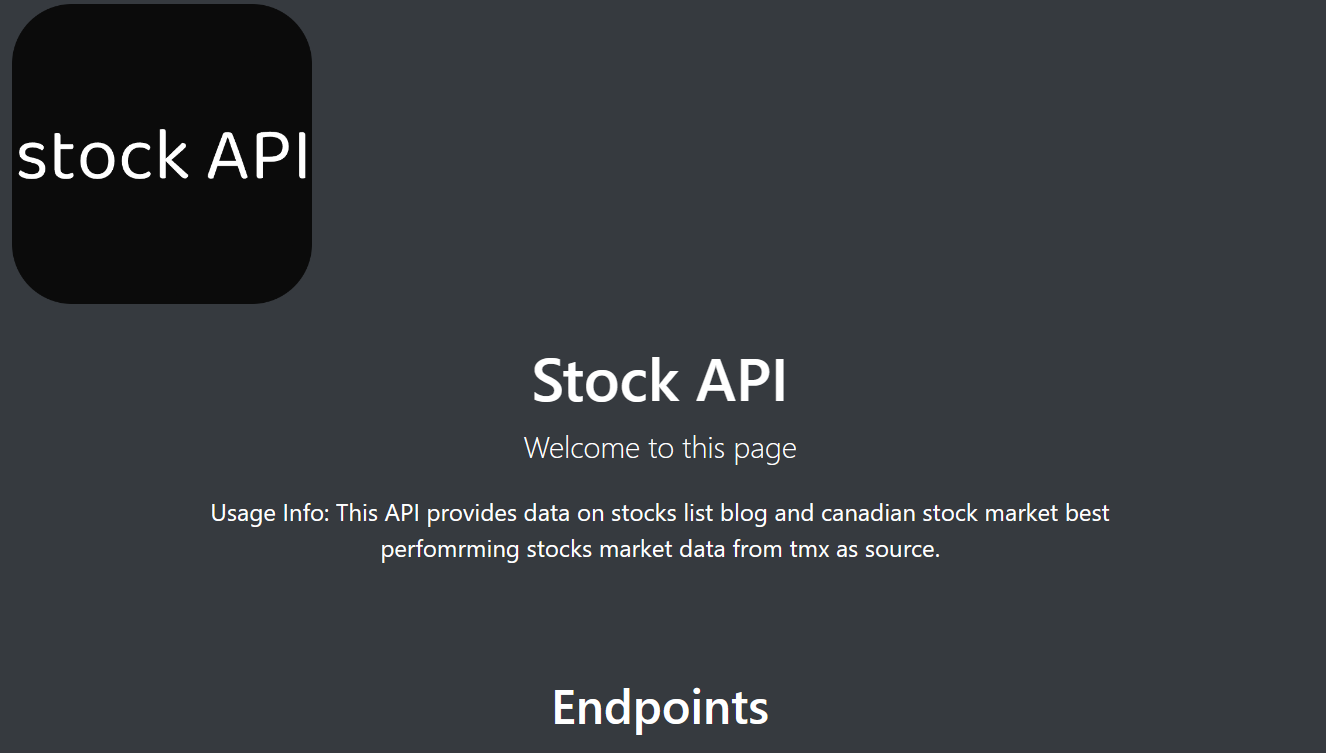 stock API
Stock API
Welcome to this page
Usage Info: This API provides data on stocks list blog and canadian stock market best
perfomrming stocks market data from tmx as source.
Endpoints